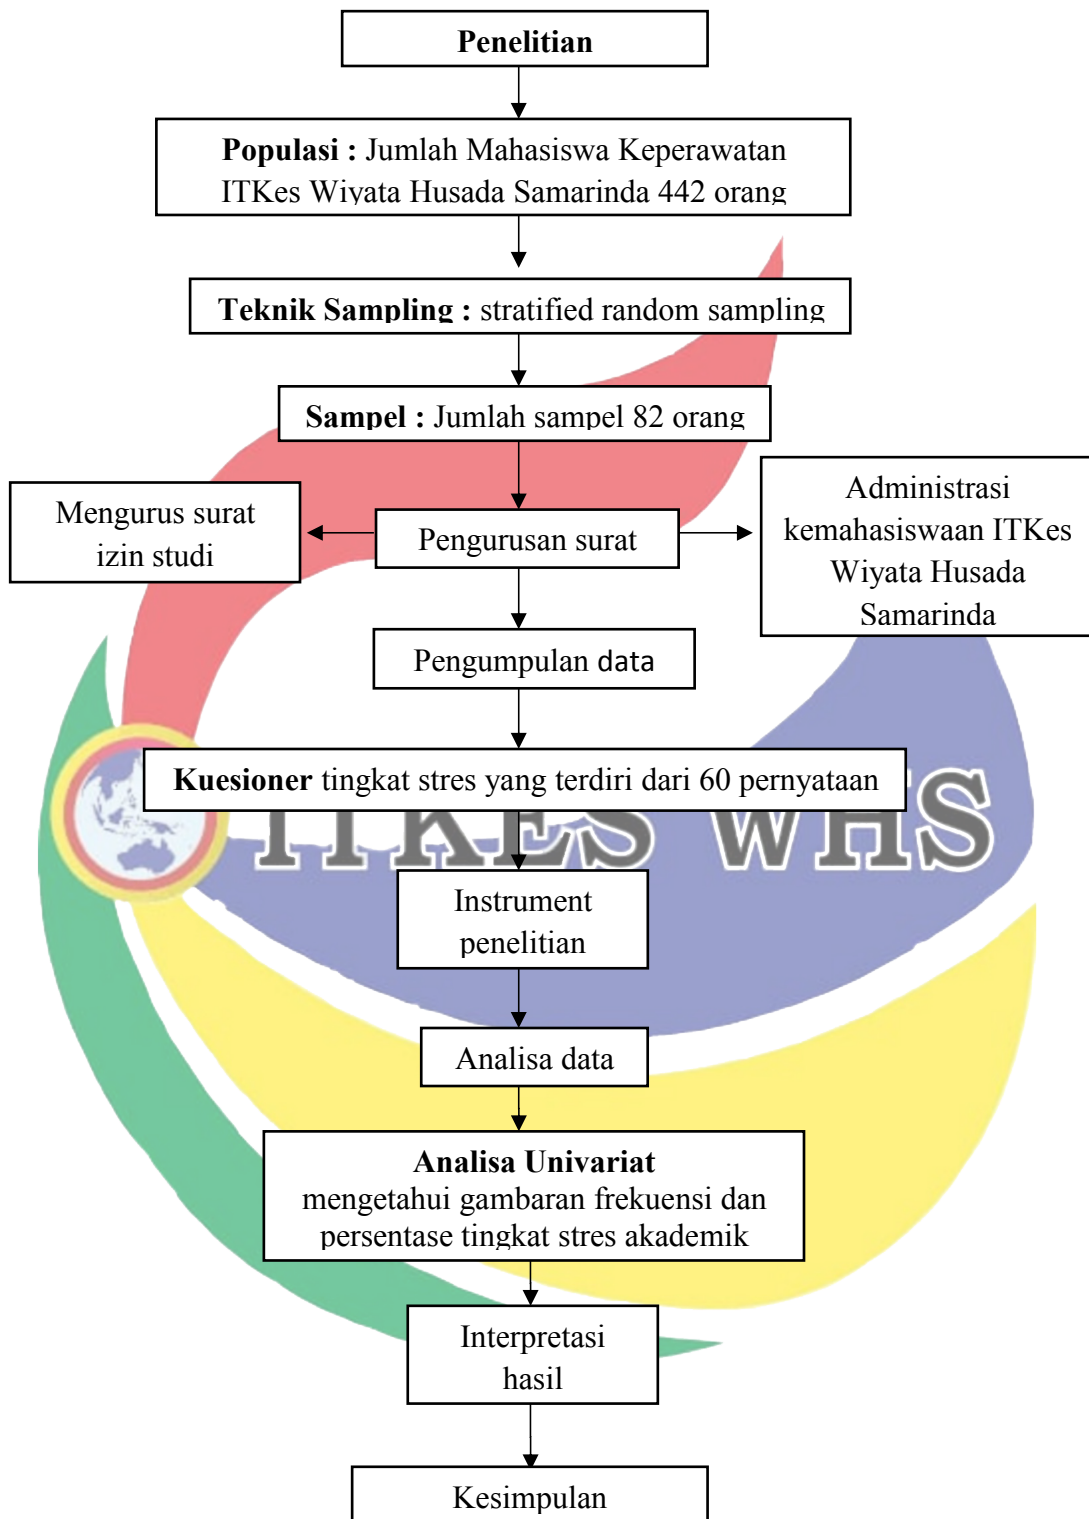 Penelitian
Populasi : Jumlah Mahasiswa Keperawatan
ITKes Wiyata Husada Samarinda 442 orang
Teknik Sampling : stratified random sampling
Sampel : Jumlah sampel 82 orang
Mengurus surat
izin studi
Pengurusan surat
Administrasi
kemahasiswaan ITKes
Wiyata Husada
Samarinda
Pengumpulan data
Kuesioner tingkat stres yang terdiri dari 60 pernyataan
ITKES WHS
Instrument
penelitian
Analisa data
Analisa Univariat
mengetahui gambaran frekuensi dan
persentase tingkat stres akademik
Interpretasi
hasil
Kesimpulan